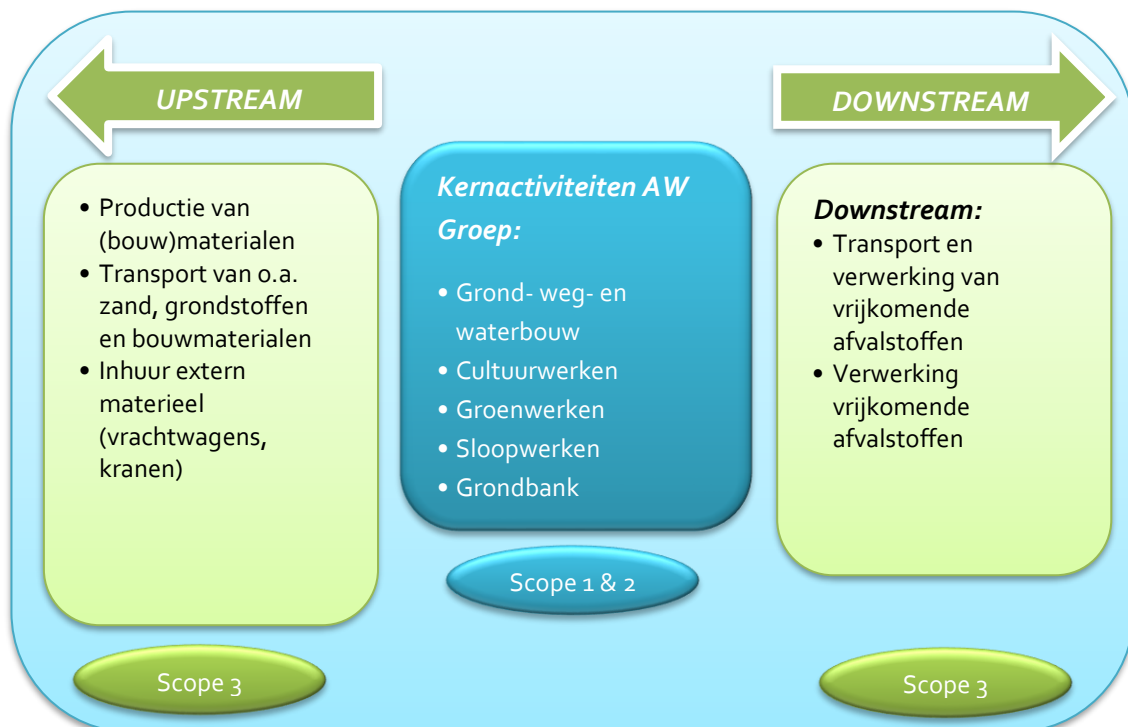 UPSTREAM
DOWNSTREAM
• Productie van
(bouw)materialen
• Transport van o.a.
zand, grondstoffen
en bouwmaterialen
• Inhuur extern
materieel
(vrachtwagens,
kranen)
Kernactiviteiten AW
Groep:
• Grond- weg- en
waterbouw
• Cultuurwerken
• Groenwerken
• Sloopwerken
• Grondbank
Downstream:
• Transport en
verwerking van
vrijkomende
afvalstoffen
• Verwerking
vrijkomende
afvalstoffen
Scope 1 & 2
Scope 3
Scope 3